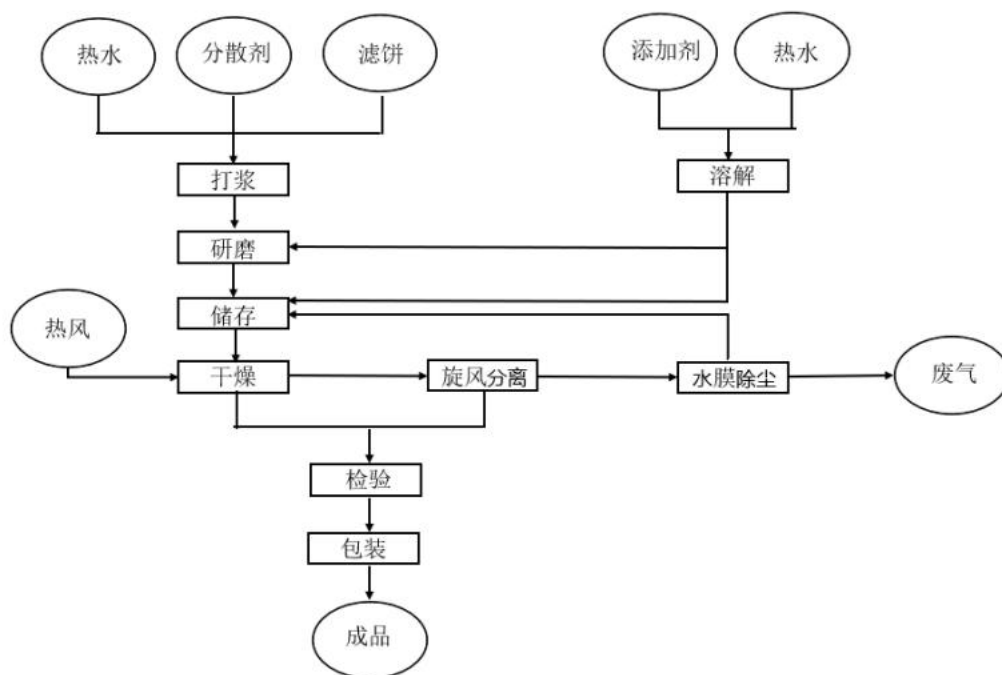 热水
分散剂
滤饼
添加剂
热水
打浆
溶解
研磨
储存
热风
干燥
旋风分离
水膜除尘
废气
检验
包装
成品